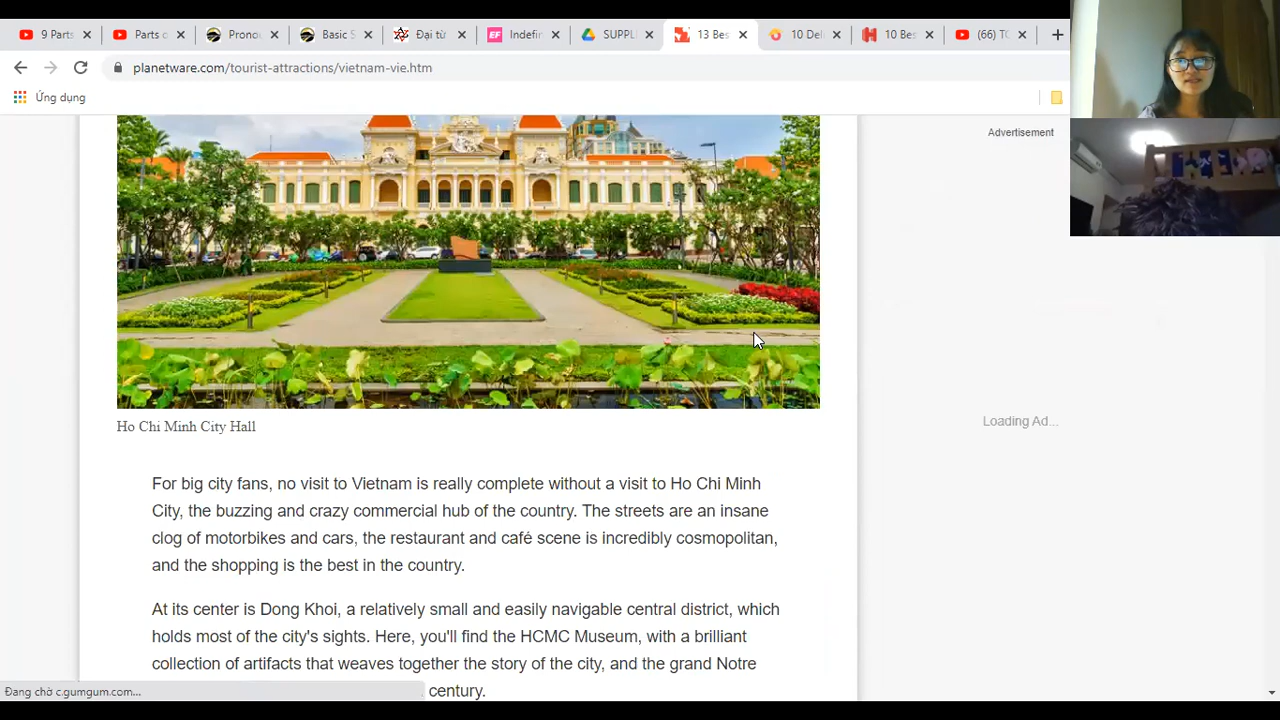 9 Parts
Parts o
Pronou
Basic S
Đại từ
EF Indefin
SUPPLE
13 Bes
10 Deli
10 Bes
(66) TO
planetware.com/tourist-attractions/vietnam-vie.htm
Ứng dụng
Advertisement
Loading Ad...
Ho Chi Minh City Hall
For big city fans, no visit to Vietnam is really complete without a visit to Ho Chi Minh
City, the buzzing and crazy commercial hub of the country. The streets are an insane
clog of motorbikes and cars, the restaurant and café scene is incredibly cosmopolitan,
and the shopping is the best in the country.
At its center is Dong Khoi, a relatively small and easily navigable central district, which
holds most of the city's sights. Here, you'll find the HCMC Museum, with a brilliant
collection of artifacts that weaves together the story of the city, and the grand Notre
century.
Đang chờ c.gumgum.com...